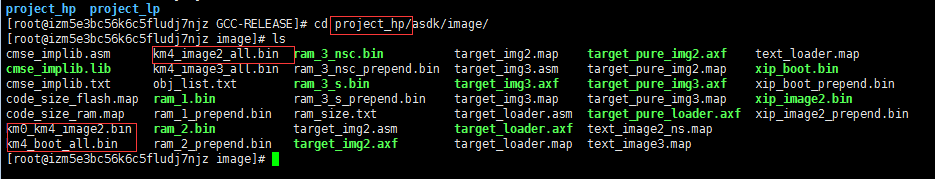 project_hp project_lp
[root@izm5e3bc56k6c5fludj7njz GCC-RELEASE]# cd project_hp/asdk/image/
[root@izm5e3bc56k6c5fludj7njz image]# ls
cmse_implib.asm km4_image2_all.bin ram_3_nsc.bin target_img2.map target_pure_img2.axf text_loader.map
cmse_implib.lib km4_image3_all.bin ram_3_nsc_prepend.bin target_img3.asm target_pure_img2.map xip_boot.bin
cmse_implib.txt obj_list.txt ram_3_s.bin target_img3.axf target_pure_img3.axf xip_boot_prepend.bin
code_size_flash.map ram_1.bin ram_3_s_prepend.bin target_img3.map target_pure_img3.map xip_image2.bin
code_size_ram.map ram_1_prepend.bin ram_size.txt target_loader.asm target_pure_loader.axf xip_image2_prepend.bin
km0_km4_image2.bin ram_2.bin target_img2.asm target_loader.axf text_image2_ns.map
km4_boot_all.bin ram_2_prepend.bin target_img2.axf target_loader.map text_image3.map
[root@izm5e3bc56k6c5fludj7njz image]#